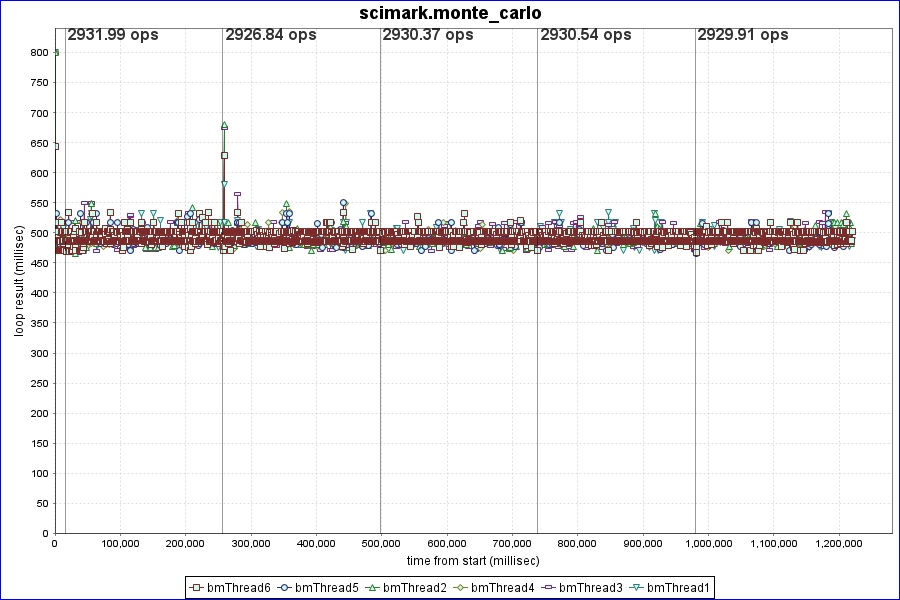 scimark.monte_carlo
2931.99 ops 2926.84 ops 2930.37 ops 2930.54 ops 2929.91 ops
800
750
700
650
600
550
500
450
400
350
300
250
200
150
100
50
0
loop result (millisec)
0 100,000 200,000 300,000 400,000 500,000 600,000 700,000 800,000 900,000 1,000,000 1,100,000 1,200,000
time from start (millisec)
bmThread6 bmThread5 bmThread2 bmThread4 bmThread3 bmThread1